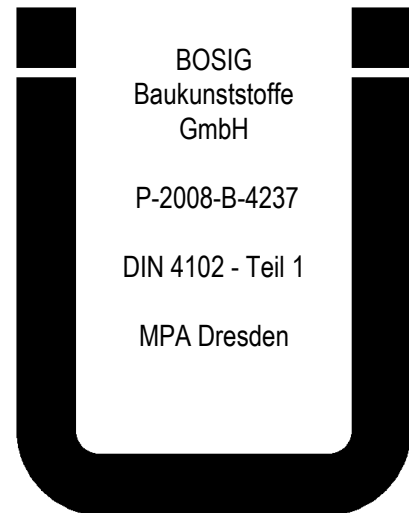 BOSIG
Baukunststoffe
GmbH
P-2008-B-4237
DIN 4102 - Teil 1
MPA Dresden